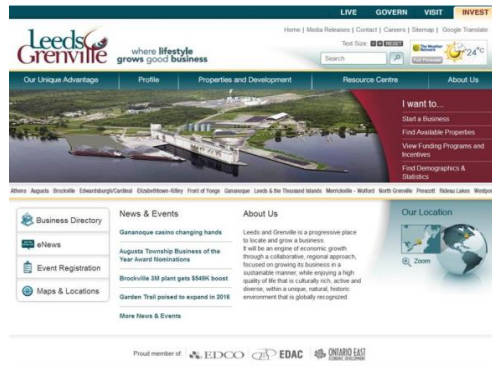 LIVE GOVERN VISIT INVEST
Home | Media Releases | Contact | Careers | Sitemap | Google Translate
Leeds
Grenville
where lifestyle
grows good business
Text Size: RESET
Search
The Weather
Network
24°C
Full Forecast
Our Unique Advantage Profile Properties and Development Resource Centre About Us
I want to...
Start a Business
Find Available Properties
View Funding Programs and
Incentives
Find Demographics &
Statistics
Athens Augusta Brockville Edwardsburgh/Cardinal Elizabethtown-Kitley Front of Yonge Gananoque Leeds & the Thousand Islands Merrickville - Wolford North Grenville Prescott Rideau Lakes Westpor
Business Directory
eNews
Event Registration
Maps & Locations
News & Events
Gananoque casino changing hands
Augusta Township Business of the
Year Award Nominations
Brockville 3M plant gets $549K boost
Garden Trail poised to expand in 2016
More News & Events
About Us
Leeds and Grenville is a progressive place
to locate and grow a business.
It will be an engine of economic growth
through a collaborative, regional approach,
focused on growing its business in a
sustainable manner, while enjoying a high
quality of life that is culturally rich, active and
diverse, within a unique, natural, historic
environment that is globally recognized.
Our Location
Zoom
Proud member of EDCO EDAC ONTARIO EAST
ECONOMIC DEVELOPMENT